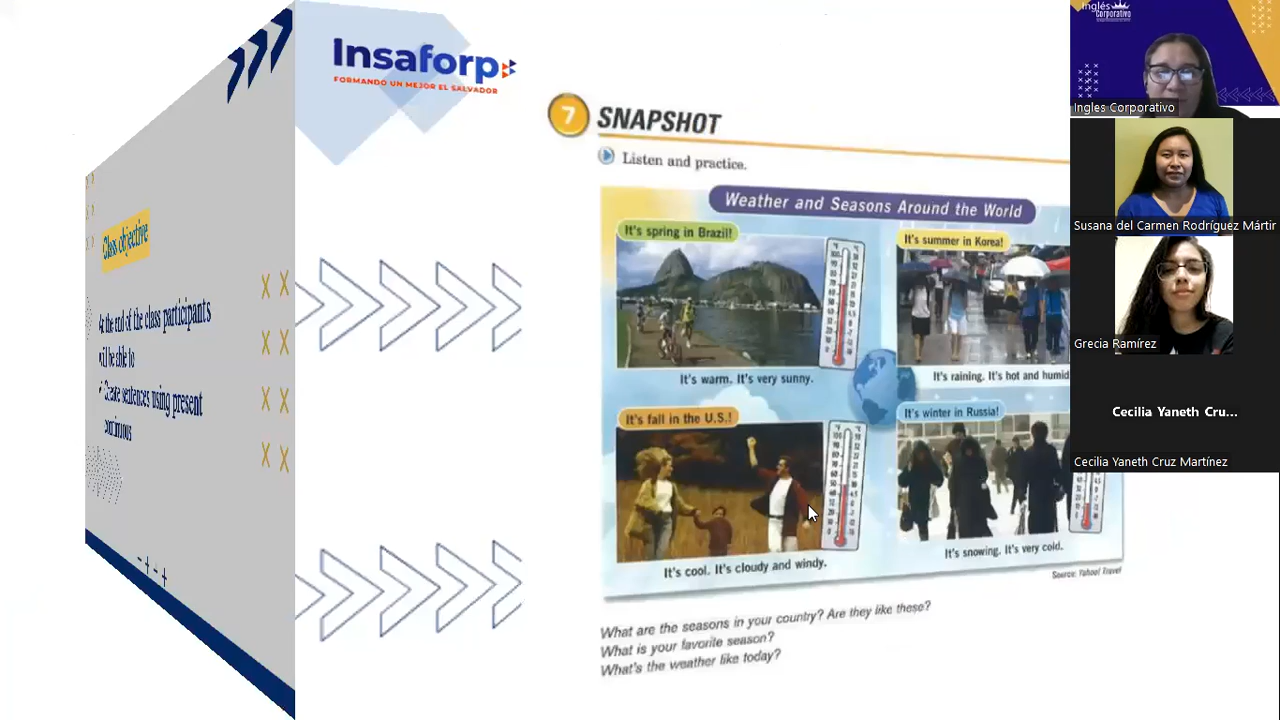 Class objective
At the end of the class participants
will be able to
Create sentences using present
continuous
Insaforp
FORMANDO UN MEJOR EL SALVADOR
7 SNAPSHOT
Listen and practice.
Weather and Seasons Around the World
It's spring in Brazil!
It's warm. It's very sunny.
It's summer in Korea!
It's raining. It's hot and humid
It's fall in the U.S.!
It's cool. It's cloudy and windy.
It's winter in Russia!
It's snowing. It's very cold.
Source: Yahoo! Travel
What are the seasons in your country? Are they like these?
What is your favorite season?
What's the weather like today?
Inglés
Corporativo
Ingles Corporativo
Susana del Carmen Rodríguez Mártir
Grecia Ramírez
Cecilia Yaneth Cru...
Cecilia Yaneth Cruz Martínez